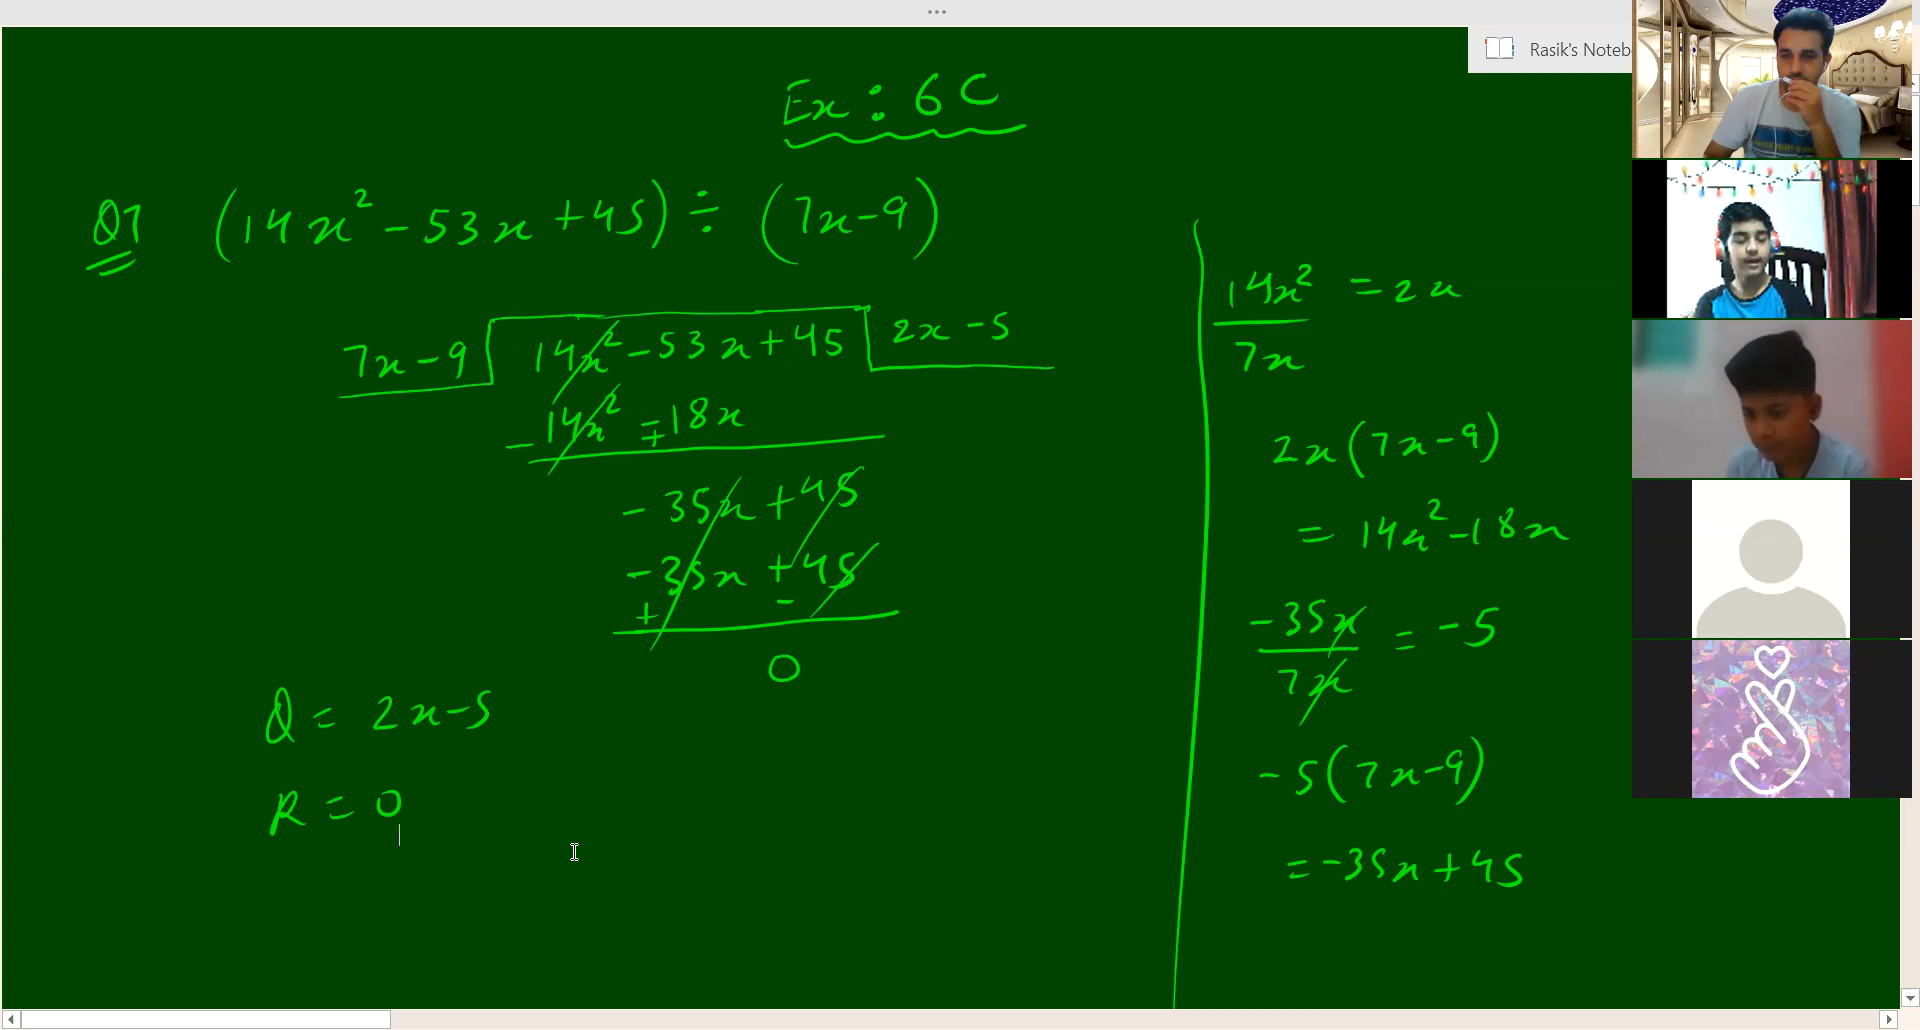 Rasik's Noteb
Ex : 6C
Q7 (14x² - 53x + 45) ÷ (7x - 9)
7x - 9 14x² - 53x + 45 2x - 5
14x² - 18x
- +
- 35x + 45
- 35x + 45
+ -
0
Q = 2x - 5
R = 0
14x² = 2x
7x
2x (7x - 9)
= 14x² - 18x
-35x = -5
7x
-5 (7x - 9)
= -35x + 45